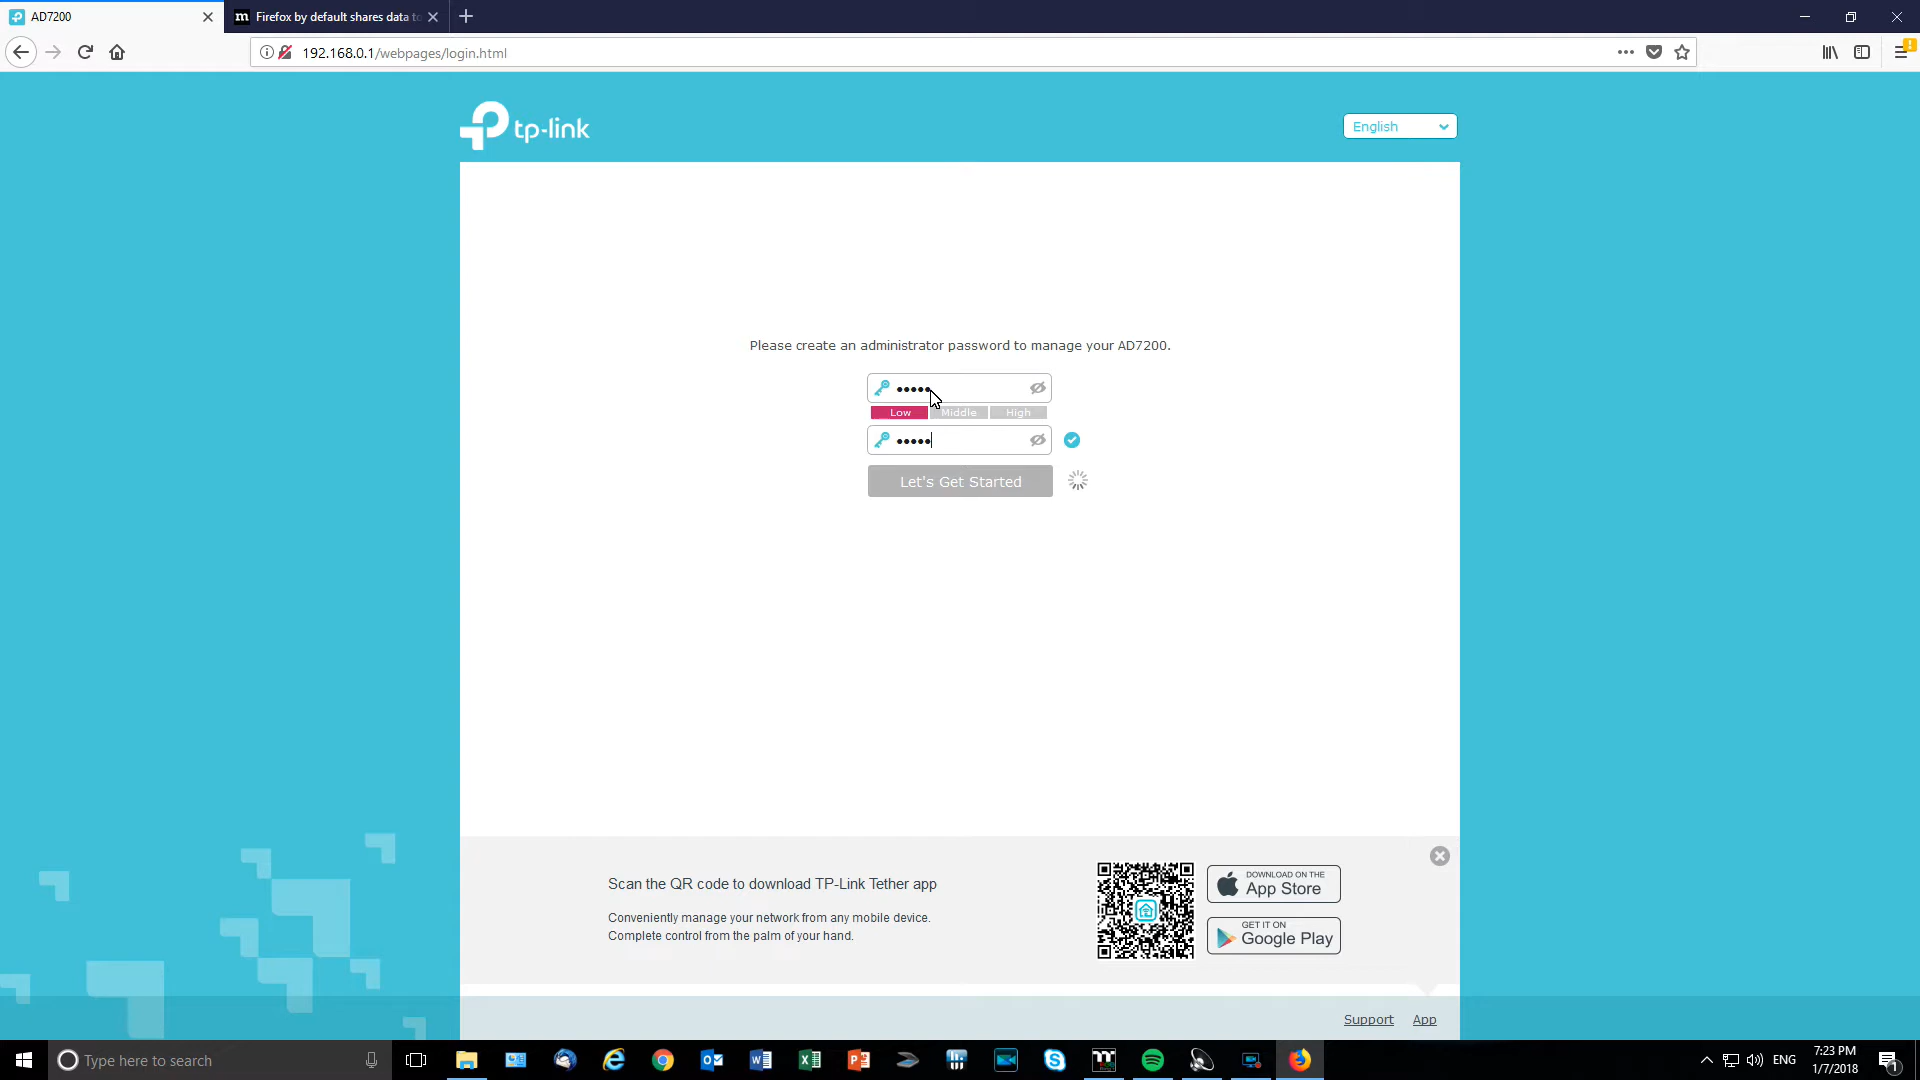 AD7200
Firefox by default shares data to
192.168.0.1/webpages/login.html
tp-link
English
Please create an administrator password to manage your AD7200.
•••••
Low Middle High
•••••
Let's Get Started
Scan the QR code to download TP-Link Tether app
Conveniently manage your network from any mobile device.
Complete control from the palm of your hand.
DOWNLOAD ON THE
App Store
GET IT ON
Google Play
Support App
Type here to search
ENG
7:23 PM
1/7/2018
1